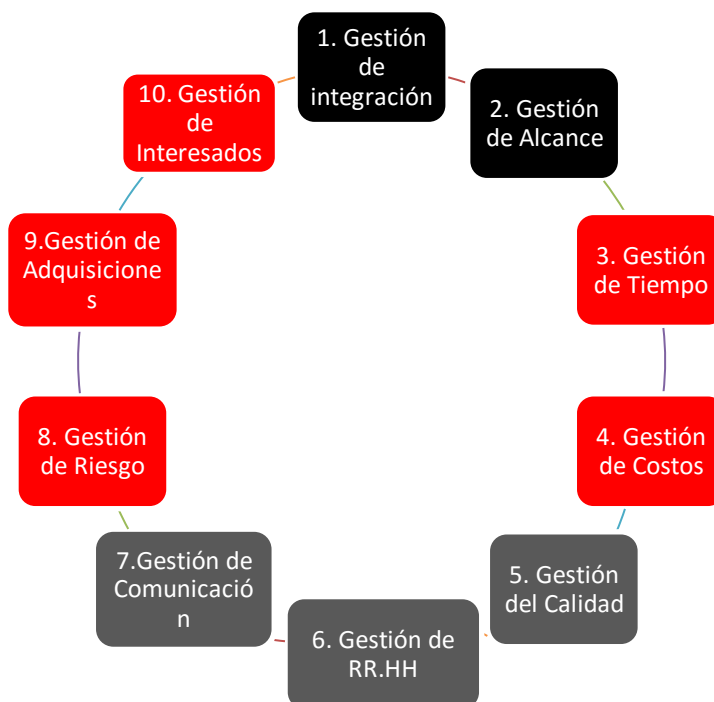 1. Gestión
de
integración
2. Gestión
de Alcance
3. Gestión
de Tiempo
4. Gestión
de Costos
5. Gestión
del Calidad
6. Gestión de
RR.HH
7.Gestión de
Comunicació
n
8. Gestión
de Riesgo
9.Gestión de
Adquisicione
s
10. Gestión
de
Interesados